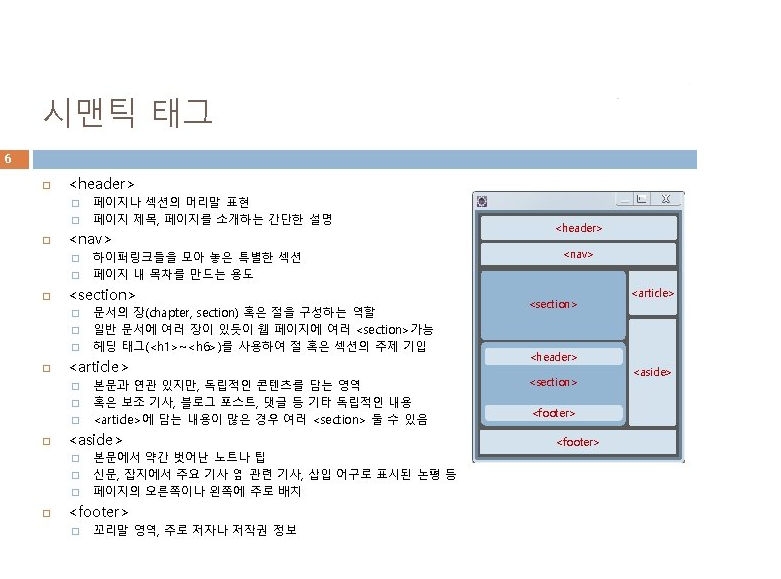 시맨틱 태그
6
<header>
페이지나 섹션의 머리말 표현
페이지 제목, 페이지를 소개하는 간단한 설명
<nav>
하이퍼링크들을 모아 놓은 특별한 섹션
페이지 내 목차를 만드는 용도
<section>
문서의 장(chapter, section) 혹은 절을 구성하는 역할
일반 문서에 여러 장이 있듯이 웹 페이지에 여러 <section>가능
헤딩 태그(<h1>~<h6>)를 사용하여 절 혹은 섹션의 주제 기입
<article>
본문과 연관 있지만, 독립적인 콘텐츠를 담는 영역
혹은 보조 기사, 블로그 포스트, 댓글 등 기타 독립적인 내용
<article>에 담는 내용이 많은 경우 여러 <section> 둘 수 있음
<aside>
본문에서 약간 벗어난 노트나 팁
신문, 잡지에서 주요 기사 옆 관련 기사, 삽입 어구로 표시된 논평 등
페이지의 오른쪽이나 왼쪽에 주로 배치
<footer>
꼬리말 영역, 주로 저자나 저작권 정보
<header>
<nav>
<section>
<article>
<header>
<section>
<footer>
<aside>
<footer>